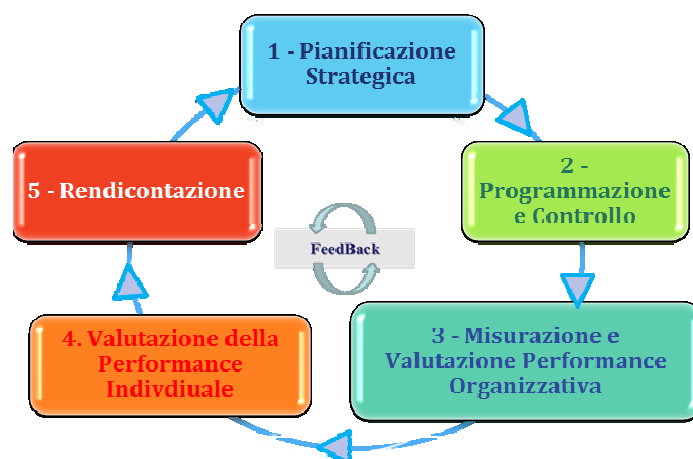 1 - Pianificazione
Strategica
2 -
Programmazione
e Controllo
3 - Misurazione e
Valutazione Performance
Organizzativa
4. Valutazione della
Performance
Indivdiuale
5 - Rendicontazione
FeedBack